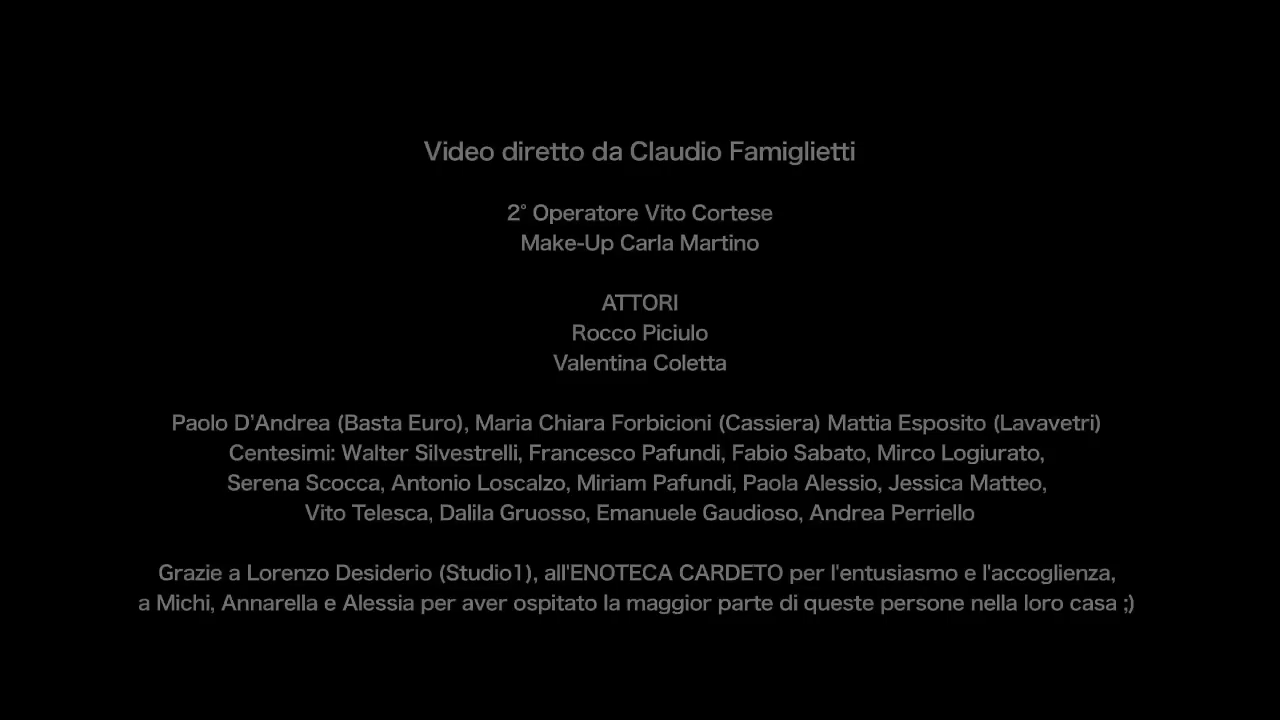 Video diretto da Claudio Famiglietti
2° Operatore Vito Cortese
Make-Up Carla Martino
ATTORI
Rocco Piciulo
Valentina Coletta
Paolo D'Andrea (Basta Euro), Maria Chiara Forbicioni (Cassiera) Mattia Esposito (Lavavetri)
Centesimi: Walter Silvestrelli, Francesco Pafundi, Fabio Sabato, Mirco Logiurato,
Serena Scocca, Antonio Loscalzo, Miriam Pafundi, Paola Alessio, Jessica Matteo,
Vito Telesca, Dalila Gruosso, Emanuele Gaudioso, Andrea Perriello
Grazie a Lorenzo Desiderio (Studio1), all'ENOTECA CARDETO per l'entusiasmo e l'accoglienza,
a Michi, Annarella e Alessia per aver ospitato la maggior parte di queste persone nella loro casa ;)